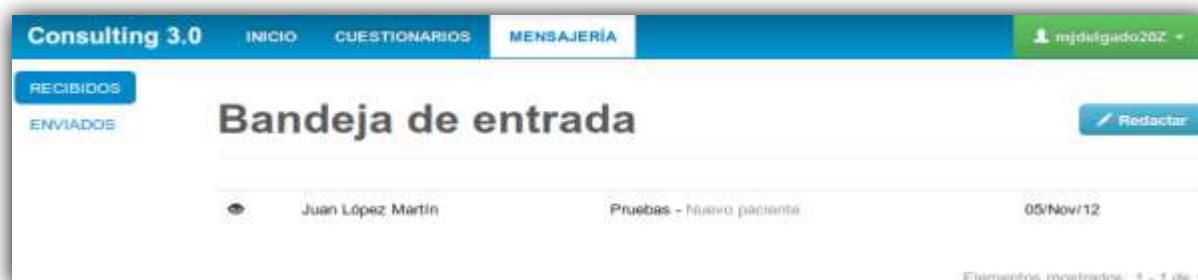 Consulting 3.0 INICIO CUESTIONARIOS MENSAJERÍA mjdelgado20Z
RECIBIDOS
ENVIADOS
Bandeja de entrada
Redactar
Juan López Martín Pruebas - Nuevo paciente 05/Nov/12
Elementos mostrados: 1 - 1 de